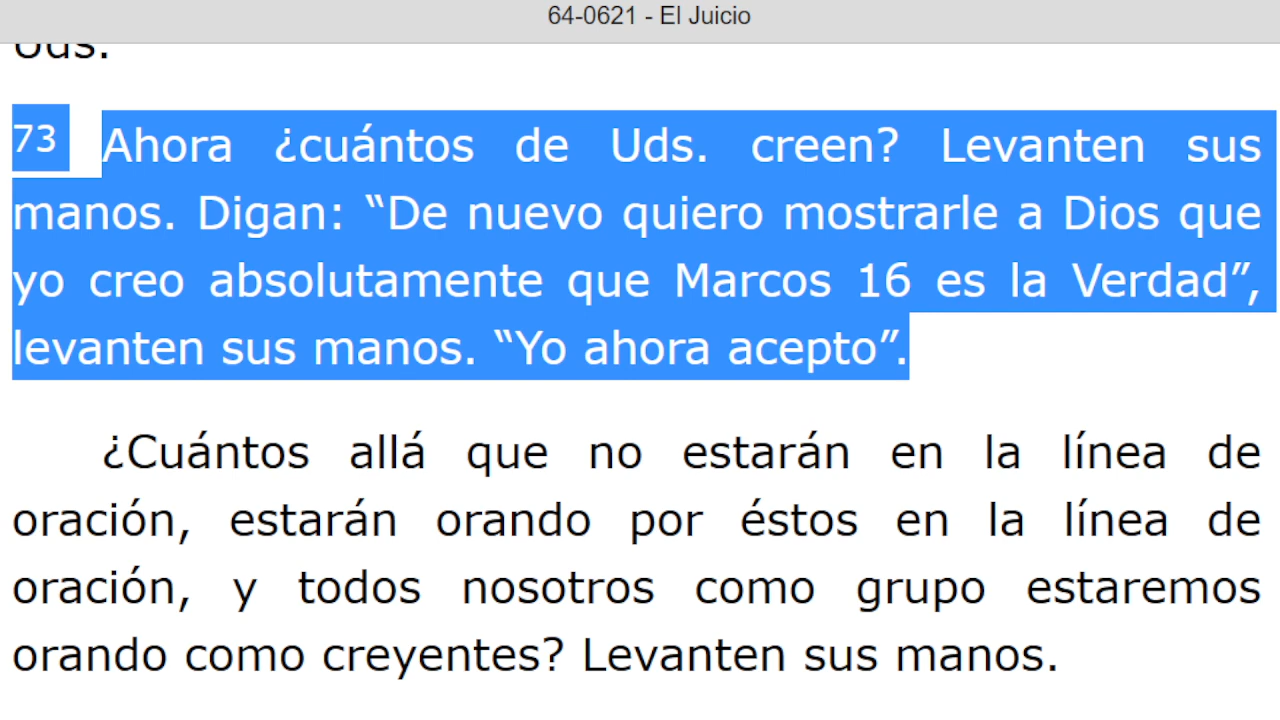 64-0621 - El Juicio
Uds.
73 Ahora ¿cuántos de Uds. creen? Levanten sus
manos. Digan: “De nuevo quiero mostrarle a Dios que
yo creo absolutamente que Marcos 16 es la Verdad”,
levanten sus manos. “Yo ahora acepto”.
¿Cuántos allá que no estarán en la línea de
oración, estarán orando por éstos en la línea de
oración, y todos nosotros como grupo estaremos
orando como creyentes? Levanten sus manos.